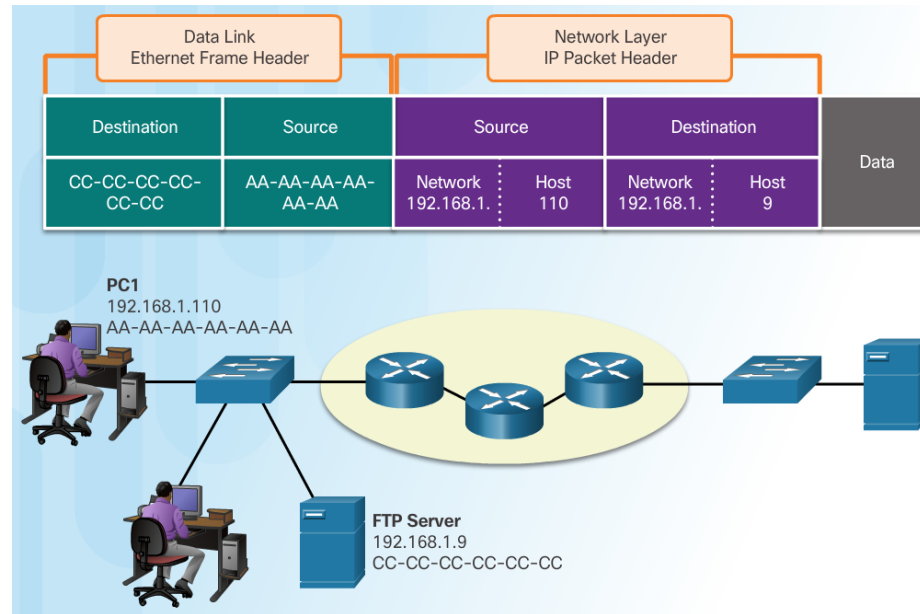 Data Link
Ethernet Frame Header
Network Layer
IP Packet Header
Destination
Source
Source
Destination
Data
CC-CC-CC-CC-
CC-CC
AA-AA-AA-AA-
AA-AA
Network
192.168.1.
Host
110
Network
192.168.1.
Host
9
PC1
192.168.1.110
AA-AA-AA-AA-AA-AA
FTP Server
192.168.1.9
CC-CC-CC-CC-CC-CC